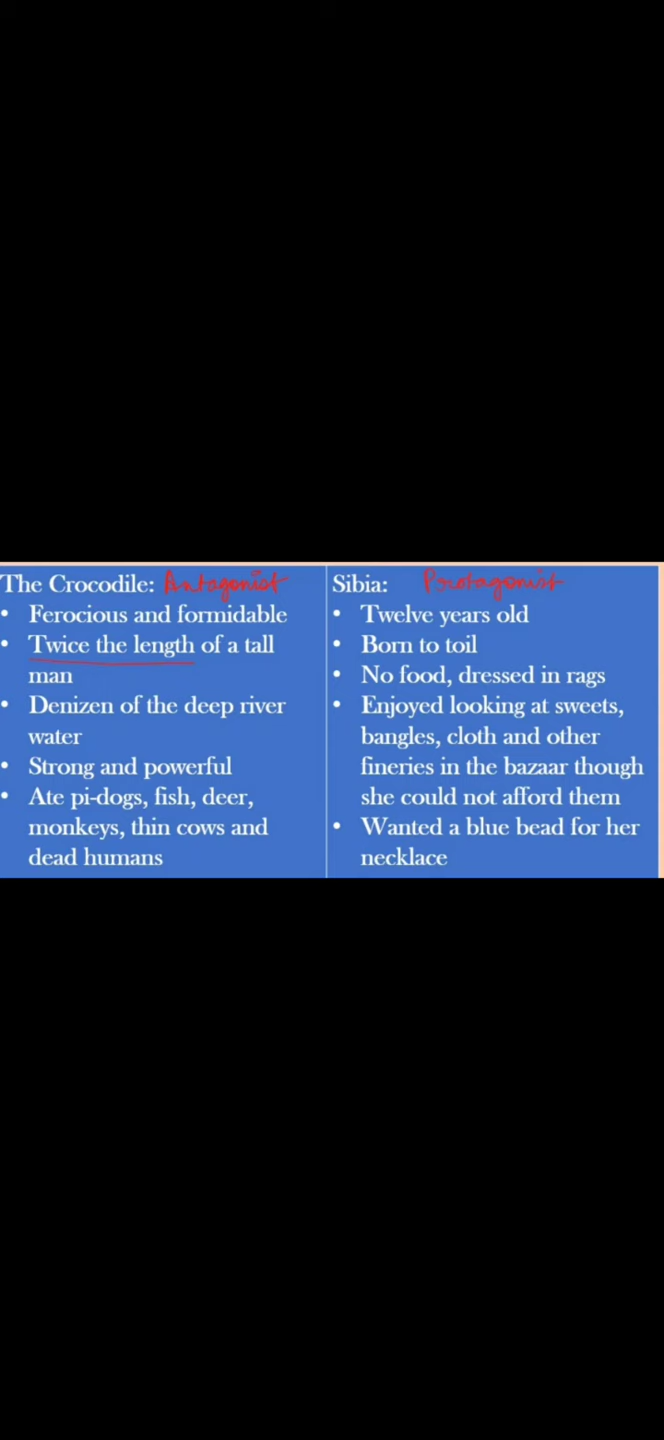 The Crocodile: Antagonist
• Ferocious and formidable
• Twice the length of a tall
man
• Denizen of the deep river
water
• Strong and powerful
• Ate pi-dogs, fish, deer,
monkeys, thin cows and
dead humans
Sibia: Protagonist
• Twelve years old
• Born to toil
• No food, dressed in rags
• Enjoyed looking at sweets,
bangles, cloth and other
fineries in the bazaar though
she could not afford them
• Wanted a blue bead for her
necklace